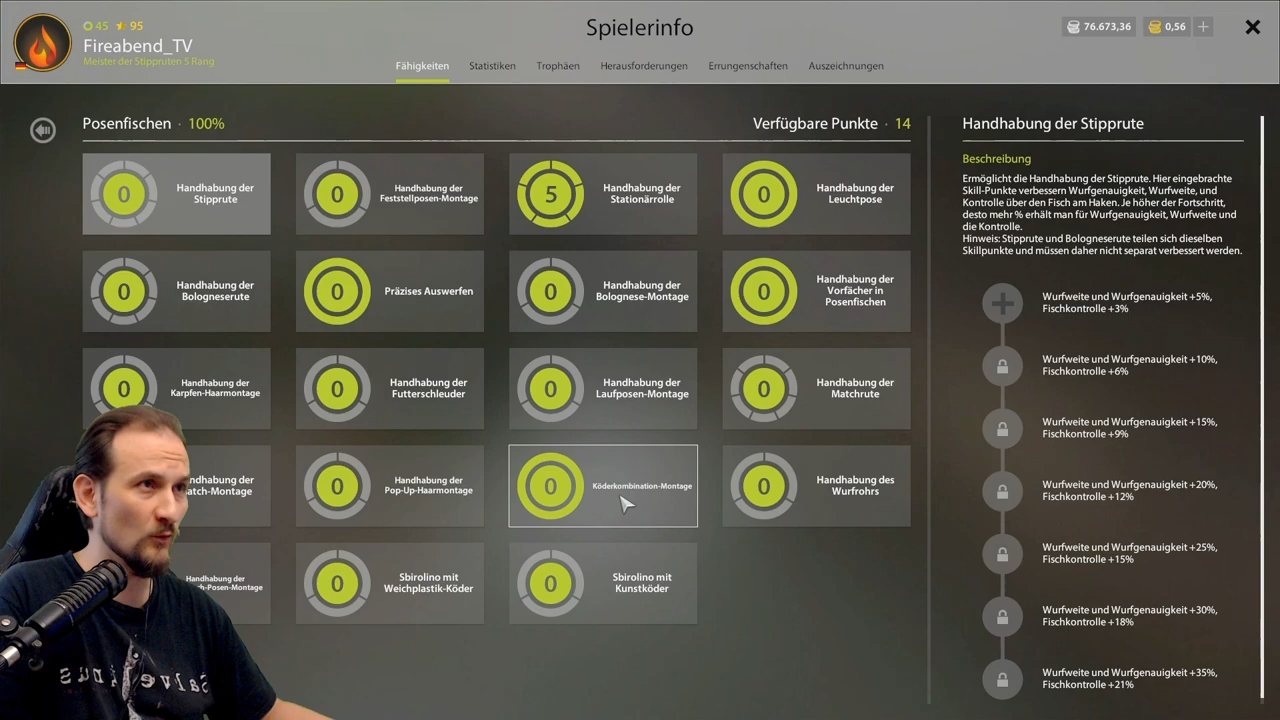 45 95
Spielerinfo
76.673,36 0,56
Fireabend_TV
Meister der Stippruten 5 Rang
Fähigkeiten Statistiken Trophäen Herausforderungen Errungenschaften Auszeichnungen
Posenfischen · 100%
Verfügbare Punkte · 14
0 Handhabung der
Stipprute
0 Handhabung der
Feststellposen-Montage
5 Handhabung der
Stationärrolle
0 Handhabung der
Leuchtpose
0 Handhabung der
Bologneserute
0 Präzises Auswerfen
0 Handhabung der
Bolognese-Montage
0 Handhabung der
Vorfächer in
Posenfischen
0 Handhabung der
Karpfen-Haarmontage
0 Handhabung der
Futterschleuder
0 Handhabung der
Laufposen-Montage
0 Handhabung der
Matchrute
ndhabung der
atch-Montage
0 Handhabung der
Pop-Up-Haarmontage
0 Köderkombination-Montage
0 Handhabung des
Wurfrohrs
Handhabung der
h-Posen-Montage
0 Sbirolino mit
Weichplastik-Köder
0 Sbirolino mit
Kunstköder
Handhabung der Stipprute
Beschreibung
Ermöglicht die Handhabung der Stipprute. Hier eingebrachte
Skill-Punkte verbessern Wurfgenauigkeit, Wurfweite, und
Kontrolle über den Fisch am Haken. Je höher der Fortschritt,
desto mehr % erhält man für Wurfgenauigkeit, Wurfweite und
die Kontrolle.
Hinweis: Stipprute und Bologneserute teilen sich dieselben
Skillpunkte und müssen daher nicht separat verbessert werden.
Wurfweite und Wurfgenauigkeit +5%,
Fischkontrolle +3%
Wurfweite und Wurfgenauigkeit +10%,
Fischkontrolle +6%
Wurfweite und Wurfgenauigkeit +15%,
Fischkontrolle +9%
Wurfweite und Wurfgenauigkeit +20%,
Fischkontrolle +12%
Wurfweite und Wurfgenauigkeit +25%,
Fischkontrolle +15%
Wurfweite und Wurfgenauigkeit +30%,
Fischkontrolle +18%
Wurfweite und Wurfgenauigkeit +35%,
Fischkontrolle +21%